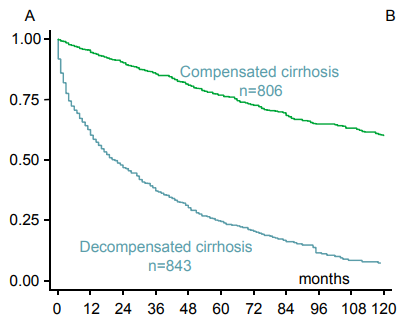 A
B
1.00
Compensated cirrhosis
n=806
0.75
0.50
0.25
Decompensated cirrhosis
n=843
months
0.00
0 12 24 36 48 60 72 84 96 108 120